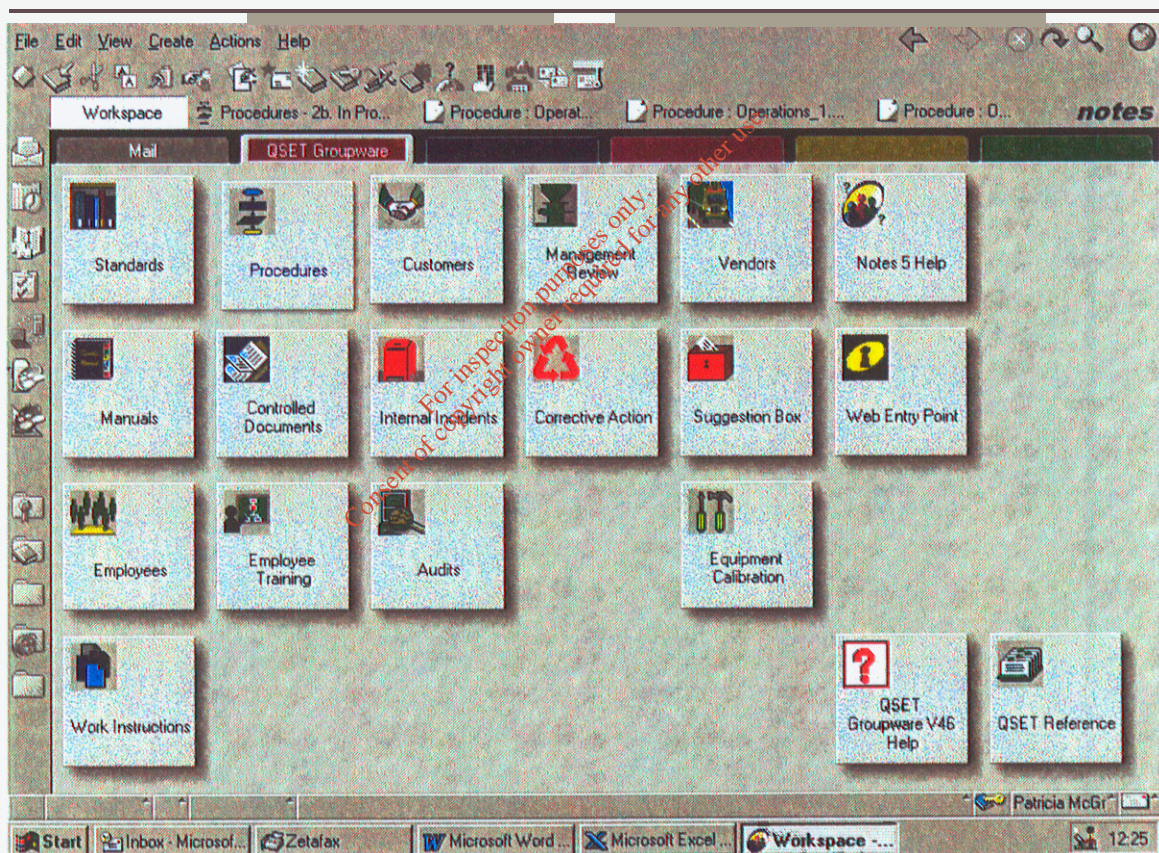 File Edit View Create Actions Help
Workspace Procedures - 2b. In Pro... Procedure : Operat... Procedure : Operations_1.... Procedure : O... notes
Mail QSET Groupware
Standards
Procedures
Customers
Management
Review
Vendors
Notes 5 Help
Manuals
Controlled
Documents
Internal Incidents
Corrective Action
Suggestion Box
Web Entry Point
Employees
Employee
Training
Audits
Equipment
Calibration
Work Instructions
QSET
Groupware V46
Help
QSET Reference
For inspection purposes only.
Consent of copyright owner required for any other use.
Patricia McGr
Start Inbox - Microsof... Zetafax Microsoft Word ... Microsoft Excel ... Workspace -... 12:25